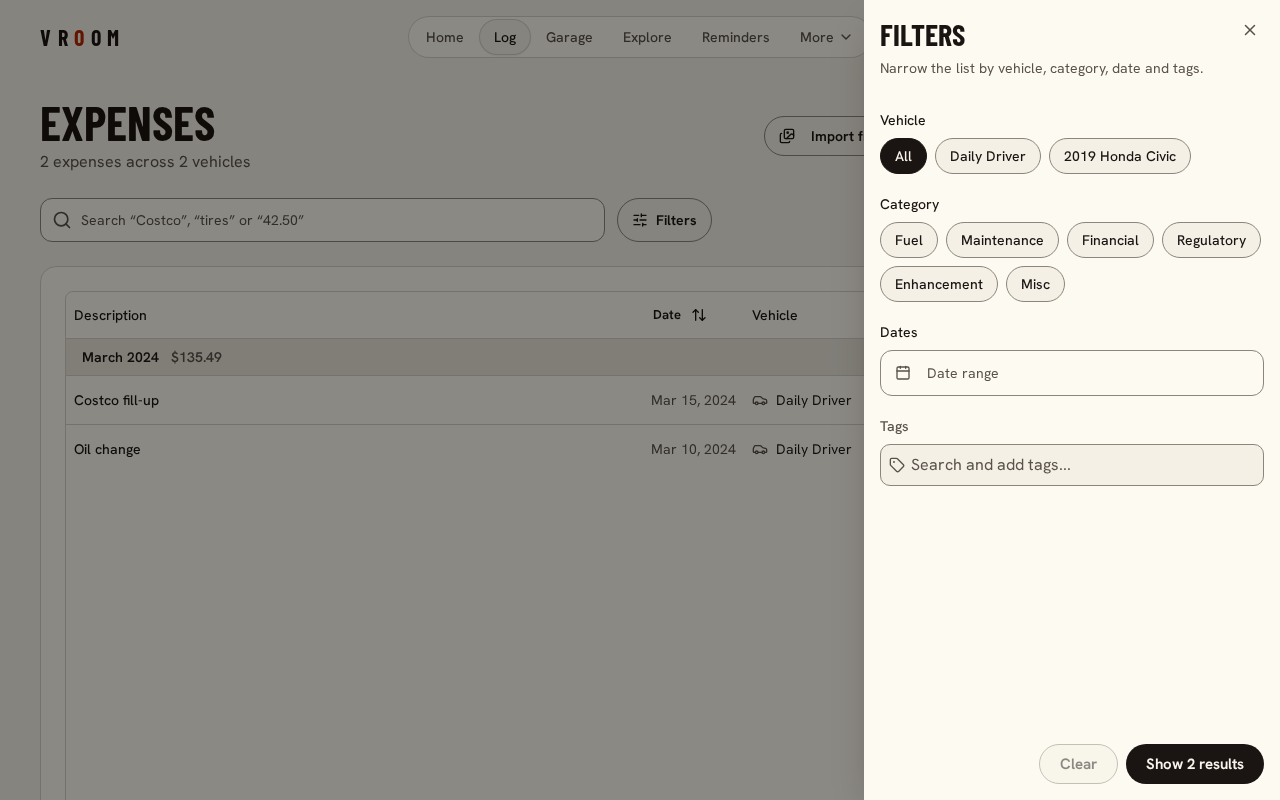 VROOM
Home Log Garage Explore Reminders More
EXPENSES
2 expenses across 2 vehicles
Import f
Search “Costco”, “tires” or “42.50”
Filters
Description Date Vehicle
March 2024 $135.49
Costco fill-up Mar 15, 2024 Daily Driver
Oil change Mar 10, 2024 Daily Driver
FILTERS
Narrow the list by vehicle, category, date and tags.
Vehicle
All Daily Driver 2019 Honda Civic
Category
Fuel Maintenance Financial Regulatory
Enhancement Misc
Dates
Date range
Tags
Search and add tags...
Clear Show 2 results